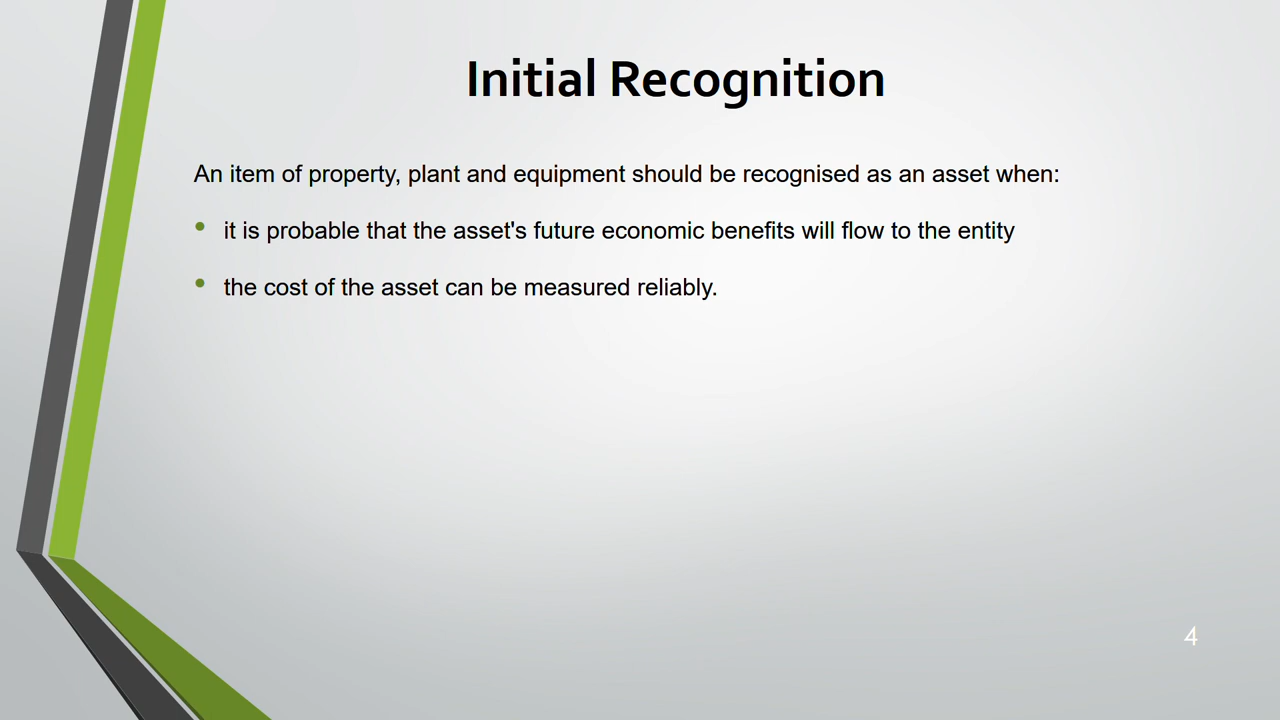 Initial Recognition
An item of property, plant and equipment should be recognised as an asset when:
• it is probable that the asset's future economic benefits will flow to the entity
• the cost of the asset can be measured reliably.
4